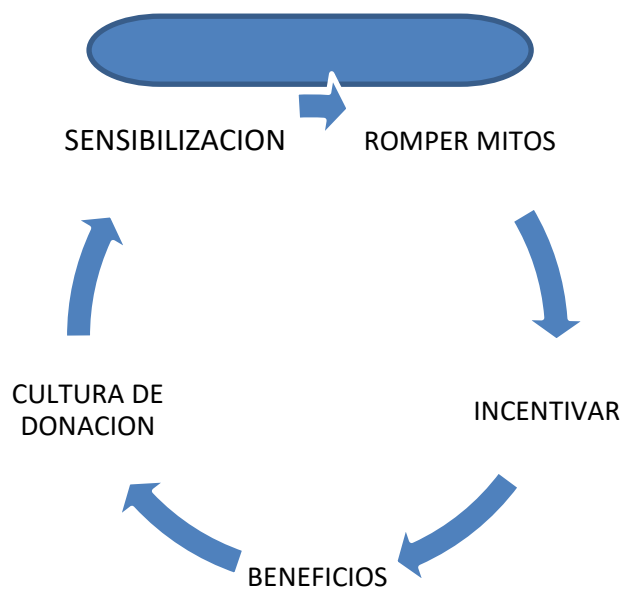 SENSIBILIZACION
ROMPER MITOS
INCENTIVAR
BENEFICIOS
CULTURA DE
DONACION